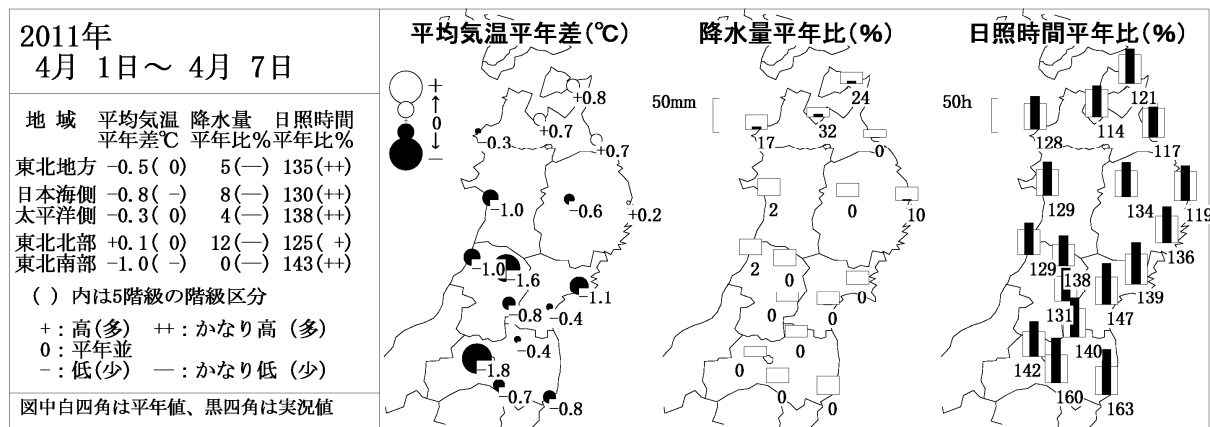 2011年
4月 1日～ 4月 7日
地 域 平均気温 降水量 日照時間
平年差℃ 平年比% 平年比%
東北地方 −0.5( 0) 5(—) 135(++)
日本海側 −0.8( −) 8(—) 130(++)
太平洋側 −0.3( 0) 4(—) 138(++)
東北北部 +0.1( 0) 12(—) 125( +)
東北南部 −1.0( −) 0(—) 143(++)
( ) 内は5階級の階級区分
+：高(多) ++：かなり高 (多)
0：平年並
−：低(少) —：かなり低 (少)
図中白四角は平年値、黒四角は実況値
平均気温平年差(℃)
+
↑
0
↓
−
+0.8
+0.7
−0.3
+0.7
−1.0
−0.6
+0.2
−1.0
−1.6
−1.1
−0.8
−0.4
−0.4
−1.8
−0.7
−0.8
降水量平年比(%)
50mm
24
32
17
0
2
0
10
2
0
0
0
0
0
0
0
0
日照時間平年比(%)
50h
121
114
128
117
129
134
119
136
129
138
139
131
147
140
142
160
163